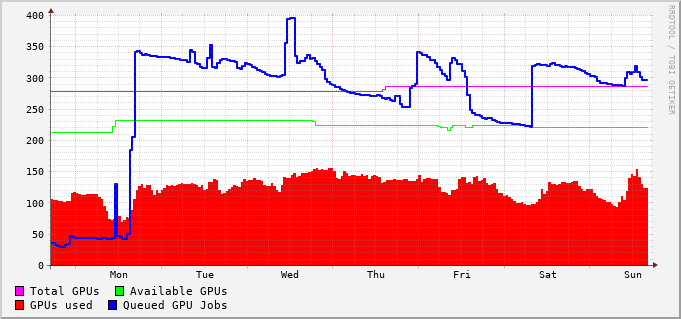 400
350
300
250
200
150
100
50
0
Mon Tue Wed Thu Fri Sat Sun
Total GPUs Available GPUs
GPUs used Queued GPU Jobs
RRDTOOL / TOBI OETIKER